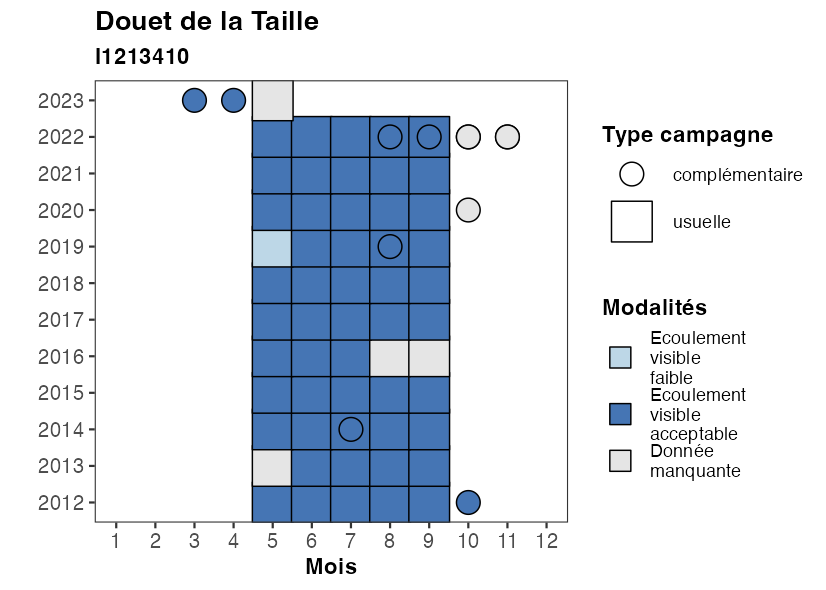 Douet de la Taille
I1213410
2023
2022
2021
2020
2019
2018
2017
2016
2015
2014
2013
2012
1 2 3 4 5 6 7 8 9 10 11 12
Mois
Type campagne
complémentaire
usuelle
Modalités
Ecoulement
visible
faible
Ecoulement
visible
acceptable
Donnée
manquante